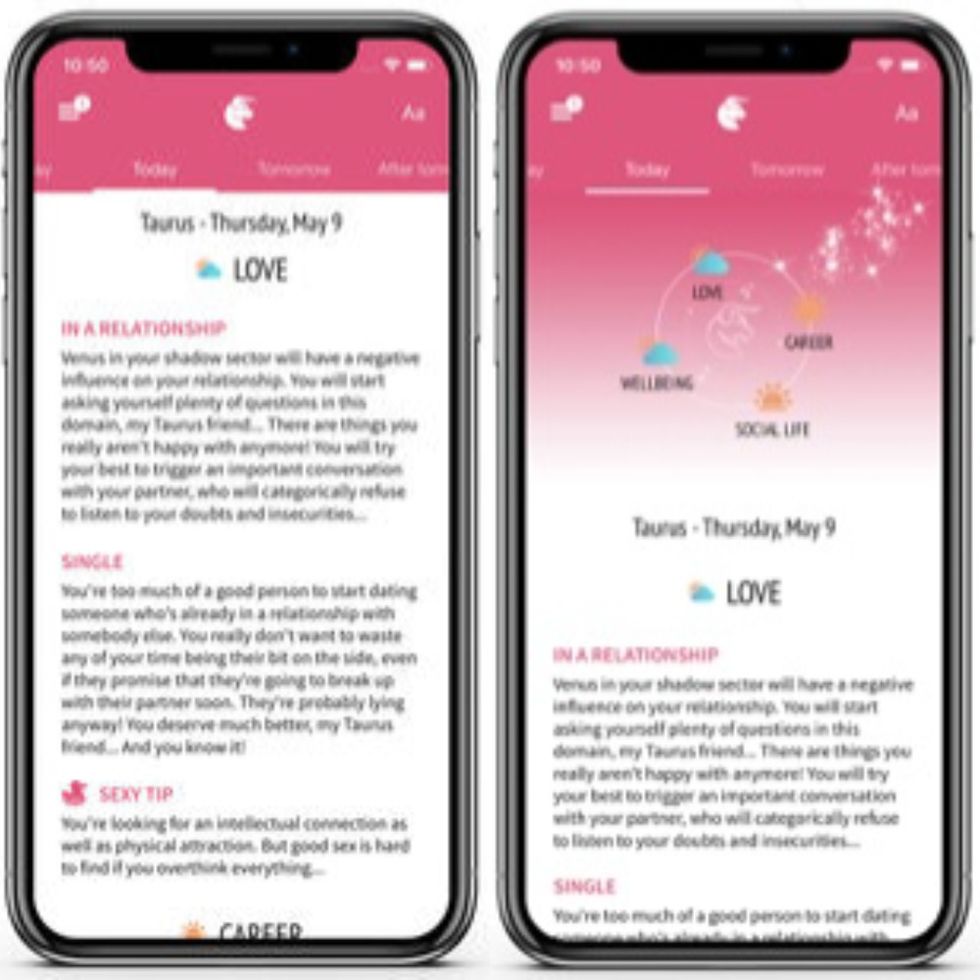 10:50
Aa
ay
Today
Tomorrow
After tom
Taurus - Thursday, May 9
LOVE
IN A RELATIONSHIP
Venus in your shadow sector will have a negative
influence on your relationship. You will start
asking yourself plenty of questions in this
domain, my Taurus friend... There are things you
really aren't happy with anymore! You will try
your best to trigger an important conversation
with your partner, who will categorically refuse
to listen to your doubts and insecurities...
SINGLE
You're too much of a good person to start dating
someone who's already in a relationship with
somebody else. You really don't want to waste
any of your time being their bit on the side, even
if they promise that they're going to break up
with their partner soon. They're probably lying
anyway! You deserve much better, my Taurus
friend... And you know it!
SEXY TIP
You're looking for an intellectual connection as
well as physical attraction. But good sex is hard
to find if you overthink everything...
CAREER
10:50
Aa
ay
Today
Tomorrow
After tom
LOVE
CAREER
WELLBEING
SOCIAL LIFE
Taurus - Thursday, May 9
LOVE
IN A RELATIONSHIP
Venus in your shadow sector will have a negative
influence on your relationship. You will start
asking yourself plenty of questions in this
domain, my Taurus friend... There are things you
really aren't happy with anymore! You will try
your best to trigger an important conversation
with your partner, who will categorically refuse
to listen to your doubts and insecurities...
SINGLE
You're too much of a good person to start dating
someone who's already in a relationship with